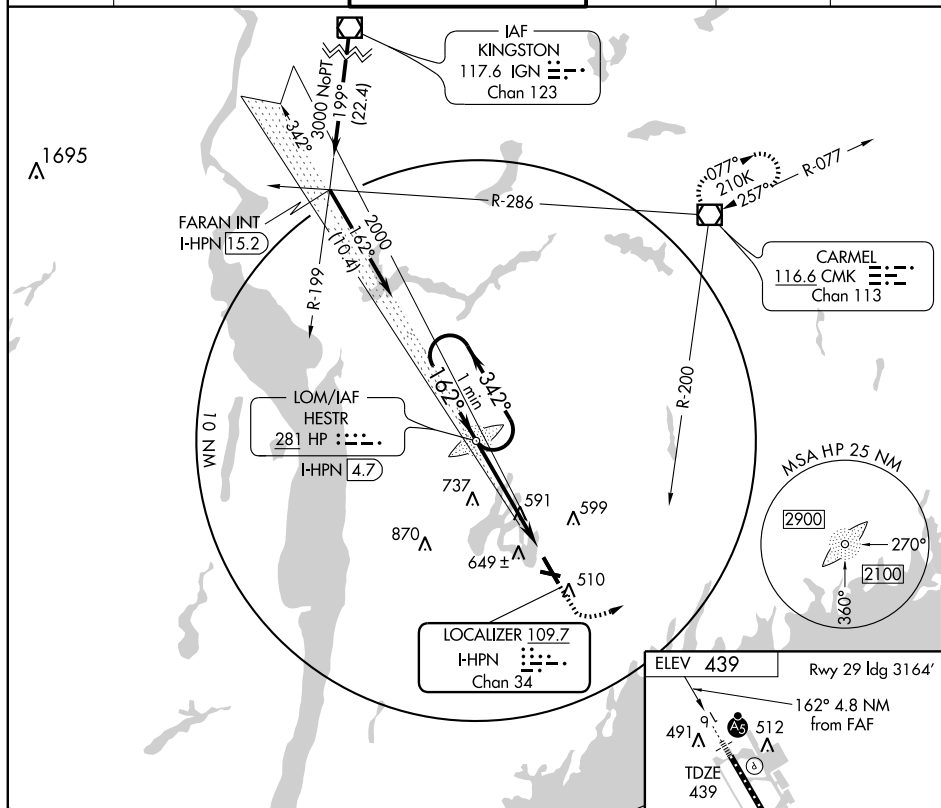 IAF
KINGSTON
117.6 IGN
Chan 123
3000 NoPT
199°
(22.4)
342°
1695
077°
210K
257°
R-077
R-286
FARAN INT
I-HPN 15.2
2000
162°
(10.4)
R-199
CARMEL
116.6 CMK
Chan 113
R-200
162°
1 min
342°
LOM/IAF
HESTR
281 HP
I-HPN 4.7
10 NM
MSA HP 25 NM
2900
270°
2100
360°
737
591
599
870
649 ±
510
LOCALIZER 109.7
I-HPN
Chan 34
ELEV 439
Rwy 29 ldg 3164'
162° 4.8 NM
from FAF
491
A5
512
TDZE
439